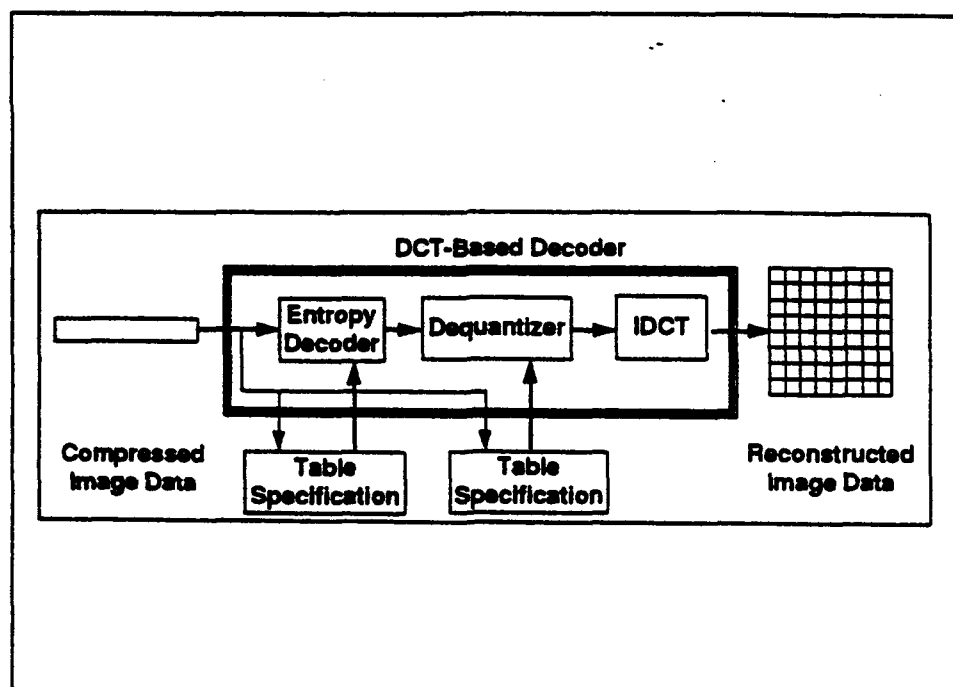 DCT-Based Decoder
Entropy
Decoder
Dequantizer
IDCT
Compressed
Image Data
Table
Specification
Table
Specification
Reconstructed
Image Data